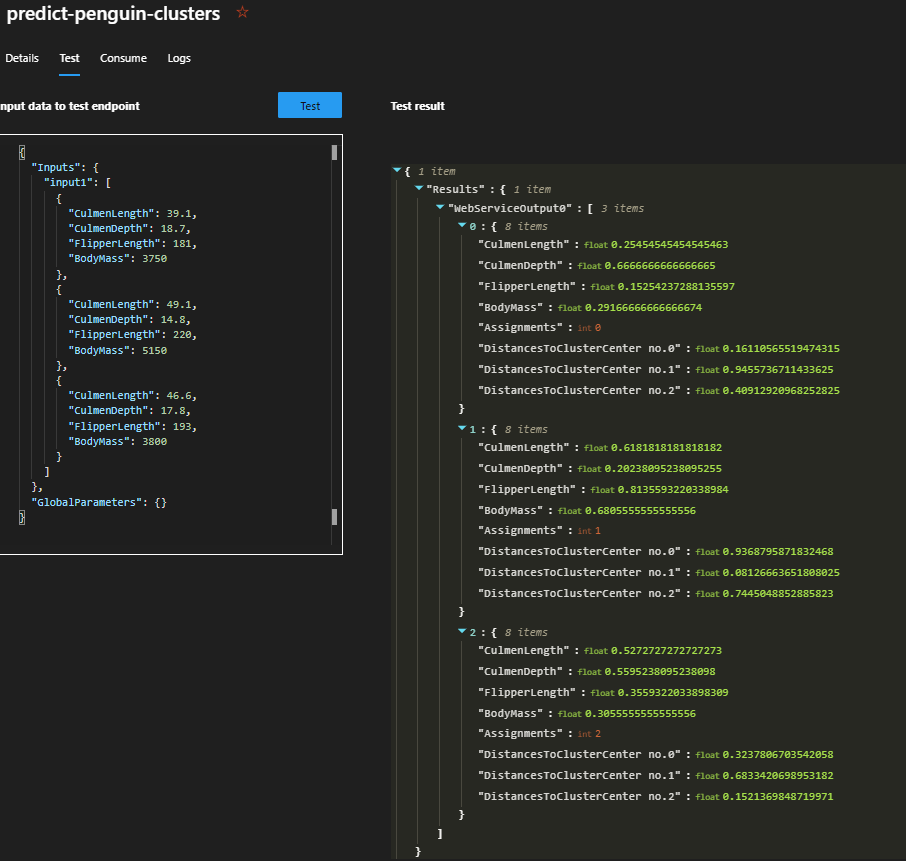 predict-penguin-clusters ☆
Details Test Consume Logs
nput data to test endpoint
Test
{
"Inputs": {
"input1": [
{
"CulmenLength": 39.1,
"CulmenDepth": 18.7,
"FlipperLength": 181,
"BodyMass": 3750
},
{
"CulmenLength": 49.1,
"CulmenDepth": 14.8,
"FlipperLength": 220,
"BodyMass": 5150
},
{
"CulmenLength": 46.6,
"CulmenDepth": 17.8,
"FlipperLength": 193,
"BodyMass": 3800
}
]
},
"GlobalParameters": {}
}
Test result
{ 1 item
"Results" : { 1 item
"WebServiceOutput0" : [ 3 items
0 : { 8 items
"CulmenLength" : float 0.25454545454545463
"CulmenDepth" : float 0.6666666666666665
"FlipperLength" : float 0.15254237288135597
"BodyMass" : float 0.29166666666666674
"Assignments" : int 0
"DistancesToClusterCenter no.0" : float 0.16110565519474315
"DistancesToClusterCenter no.1" : float 0.9455736711433625
"DistancesToClusterCenter no.2" : float 0.40912920968252825
}
1 : { 8 items
"CulmenLength" : float 0.6181818181818182
"CulmenDepth" : float 0.20238095238095255
"FlipperLength" : float 0.8135593220338984
"BodyMass" : float 0.6805555555555556
"Assignments" : int 1
"DistancesToClusterCenter no.0" : float 0.9368795871832468
"DistancesToClusterCenter no.1" : float 0.08126663651808025
"DistancesToClusterCenter no.2" : float 0.7445048852885823
}
2 : { 8 items
"CulmenLength" : float 0.5272727272727273
"CulmenDepth" : float 0.5595238095238098
"FlipperLength" : float 0.3559322033898309
"BodyMass" : float 0.3055555555555556
"Assignments" : int 2
"DistancesToClusterCenter no.0" : float 0.3237806703542058
"DistancesToClusterCenter no.1" : float 0.6833420698953182
"DistancesToClusterCenter no.2" : float 0.1521369848719971
}
]
}